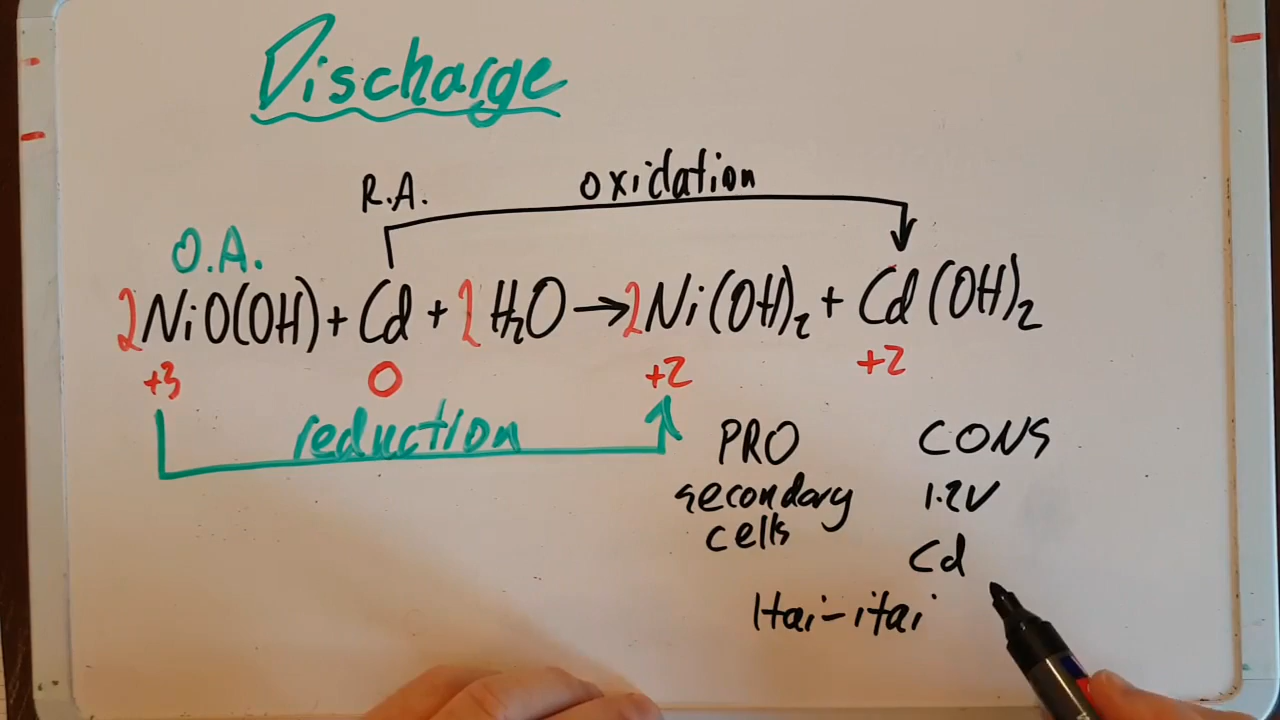 Discharge
R.A. oxidation
O.A.
2NiO(OH) + Cd + 2H₂O → 2Ni(OH)₂ + Cd(OH)₂
+3 0 +2 +2
reduction
PRO CONS
secondary 1.2V
cells
Cd
Itai-itai